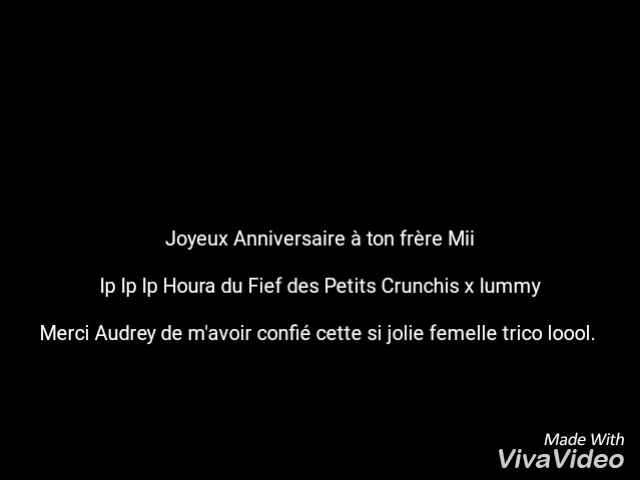 Joyeux Anniversaire à ton frère Mii
Ip Ip Ip Houra du Fief des Petits Crunchis x Iummy
Merci Audrey de m'avoir confié cette si jolie femelle trico loool.
Made With
VivaVideo